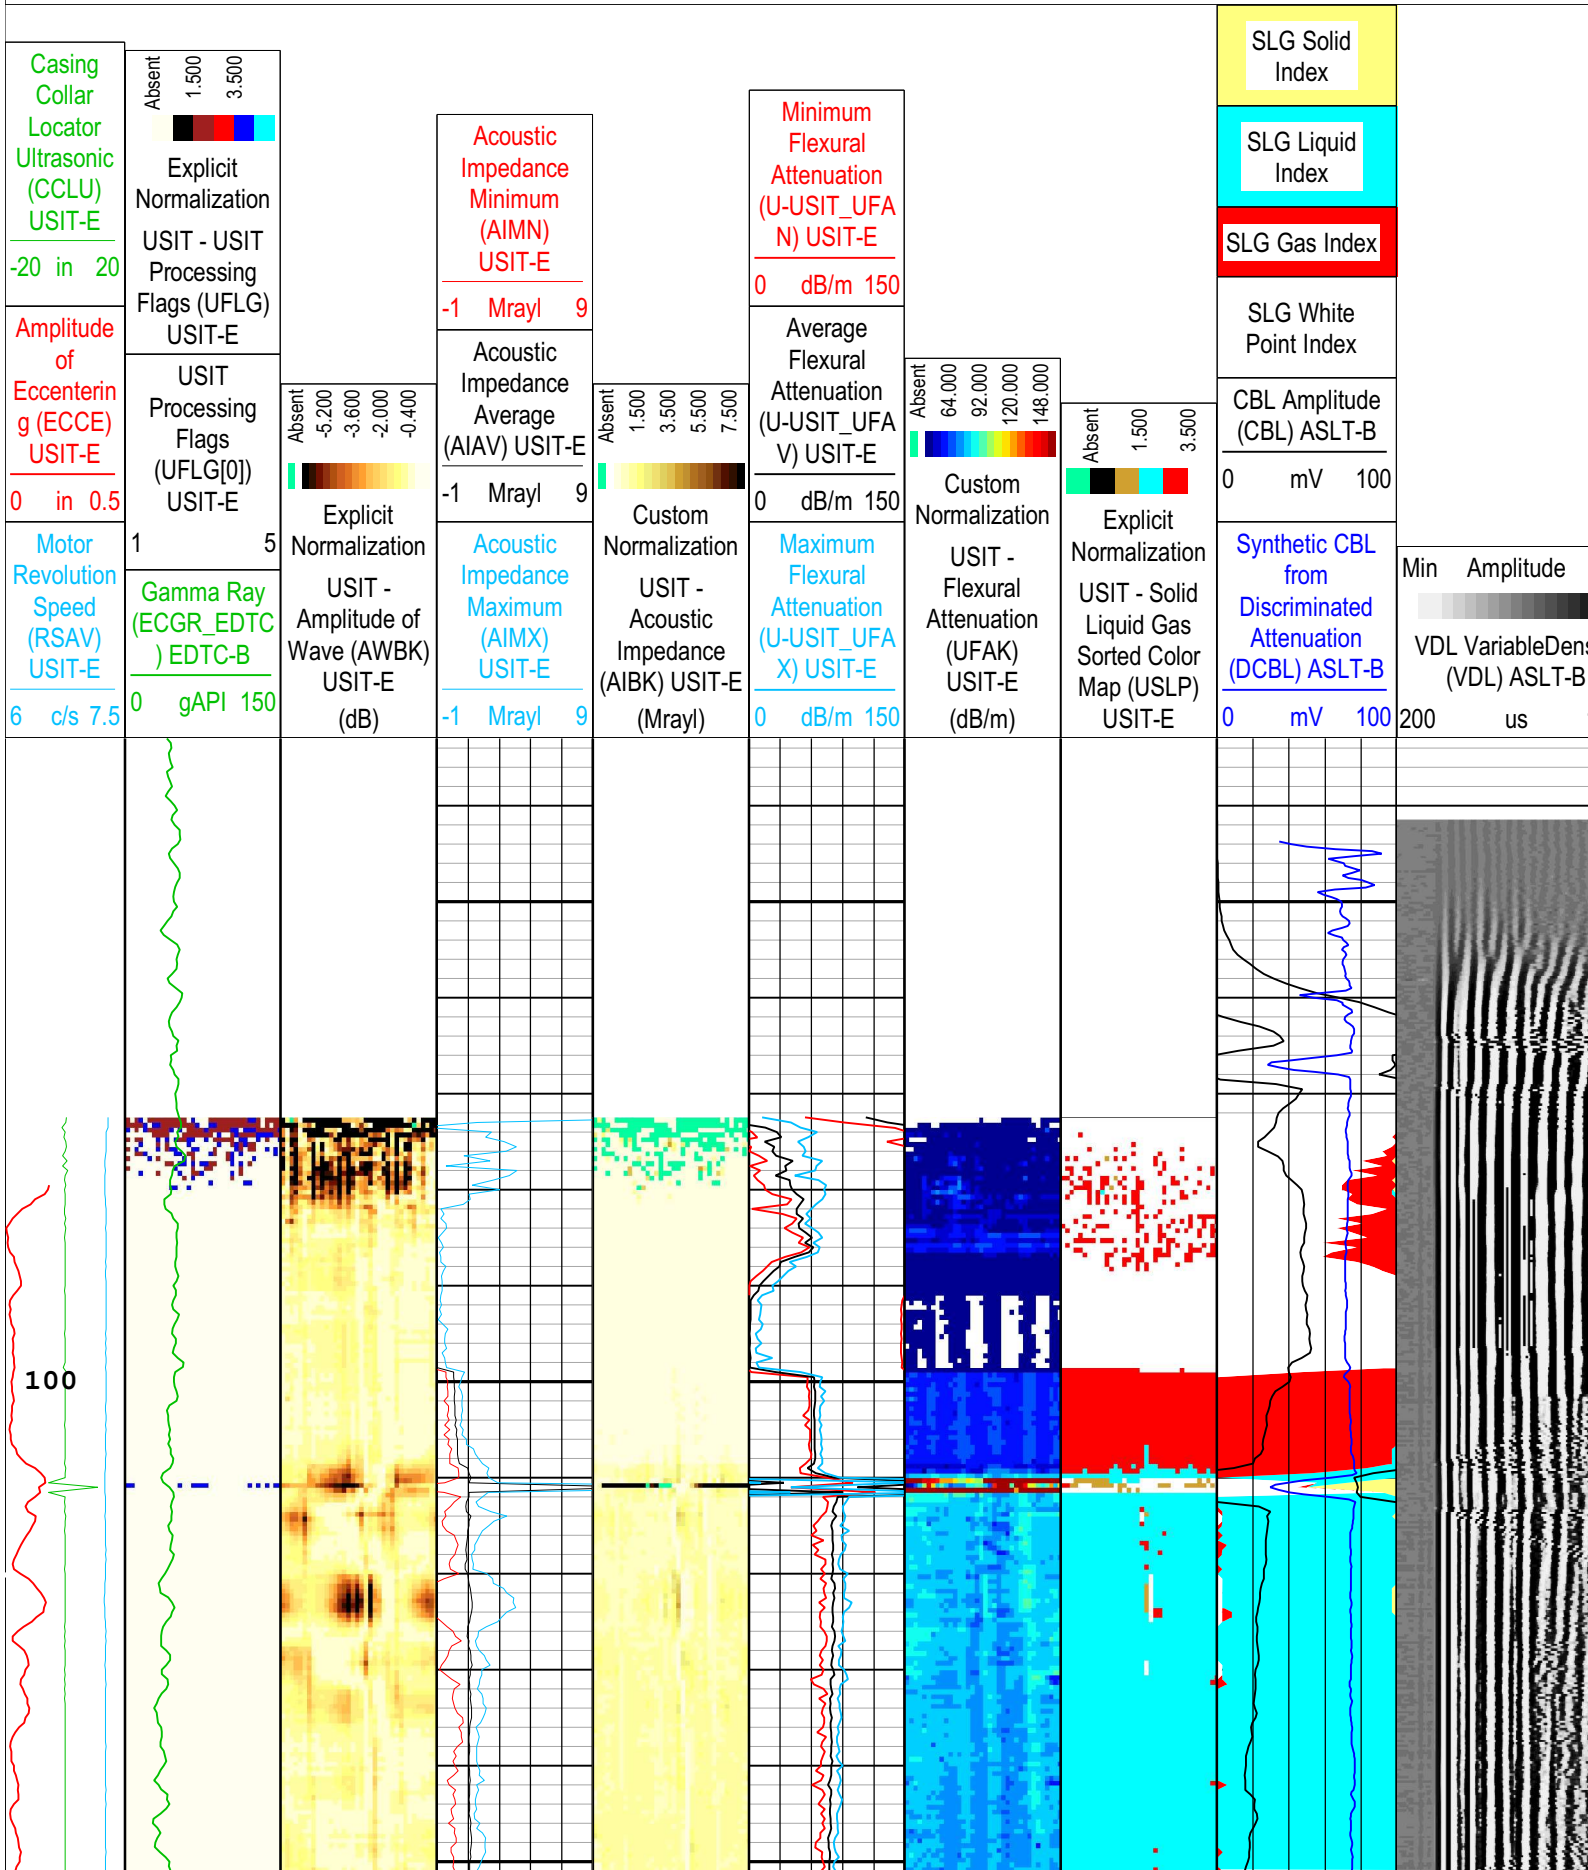 Casing
Collar
Locator
Ultrasonic
(CCLU)
USIT-E
-20 in 20
Amplitude
of
Eccenterin
g (ECCE)
USIT-E
0 in 0.5
Motor
Revolution
Speed
(RSAV)
USIT-E
6 c/s 7.5
Absent
1.500
3.500
Explicit
Normalization
USIT - USIT
Processing
Flags (UFLG)
USIT-E
USIT
Processing
Flags
(UFLG[0])
USIT-E
1 5
Gamma Ray
(ECGR_EDTC
) EDTC-B
0 gAPI 150
Absent
-5.200
-3.600
-2.000
-0.400
Explicit
Normalization
USIT -
Amplitude of
Wave (AWBK)
USIT-E
(dB)
Acoustic
Impedance
Minimum
(AIMN)
USIT-E
-1 Mrayl 9
Acoustic
Impedance
Average
(AIAV) USIT-E
-1 Mrayl 9
Acoustic
Impedance
Maximum
(AIMX)
USIT-E
-1 Mrayl 9
Absent
1.500
3.500
5.500
7.500
Custom
Normalization
USIT -
Acoustic
Impedance
(AIBK) USIT-E
(Mrayl)
Minimum
Flexural
Attenuation
(U-USIT_UFA
N) USIT-E
0 dB/m 150
Average
Flexural
Attenuation
(U-USIT_UFA
V) USIT-E
0 dB/m 150
Maximum
Flexural
Attenuation
(U-USIT_UFA
X) USIT-E
0 dB/m 150
Absent
64.000
92.000
120.000
148.000
Custom
Normalization
USIT -
Flexural
Attenuation
(UFAK)
USIT-E
(dB/m)
Absent
1.500
3.500
Explicit
Normalization
USIT - Solid
Liquid Gas
Sorted Color
Map (USLP)
USIT-E
SLG Solid
Index
SLG Liquid
Index
SLG Gas Index
SLG White
Point Index
CBL Amplitude
(CBL) ASLT-B
0 mV 100
Synthetic CBL
from
Discriminated
Attenuation
(DCBL) ASLT-B
0 mV 100
Min Amplitude
VDL VariableDens
(VDL) ASLT-B
200 us
100